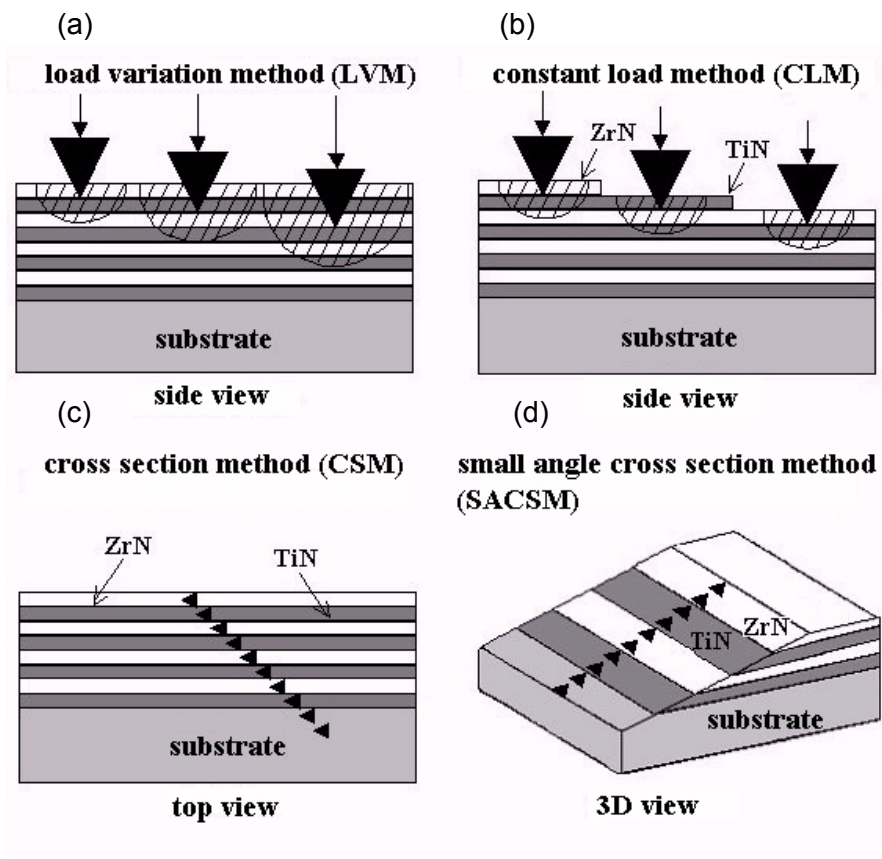 (a)
load variation method (LVM)
substrate
side view
(b)
constant load method (CLM)
ZrN
TiN
substrate
side view
(c)
cross section method (CSM)
ZrN
TiN
substrate
top view
(d)
small angle cross section method
(SACSM)
TiN
ZrN
substrate
3D view